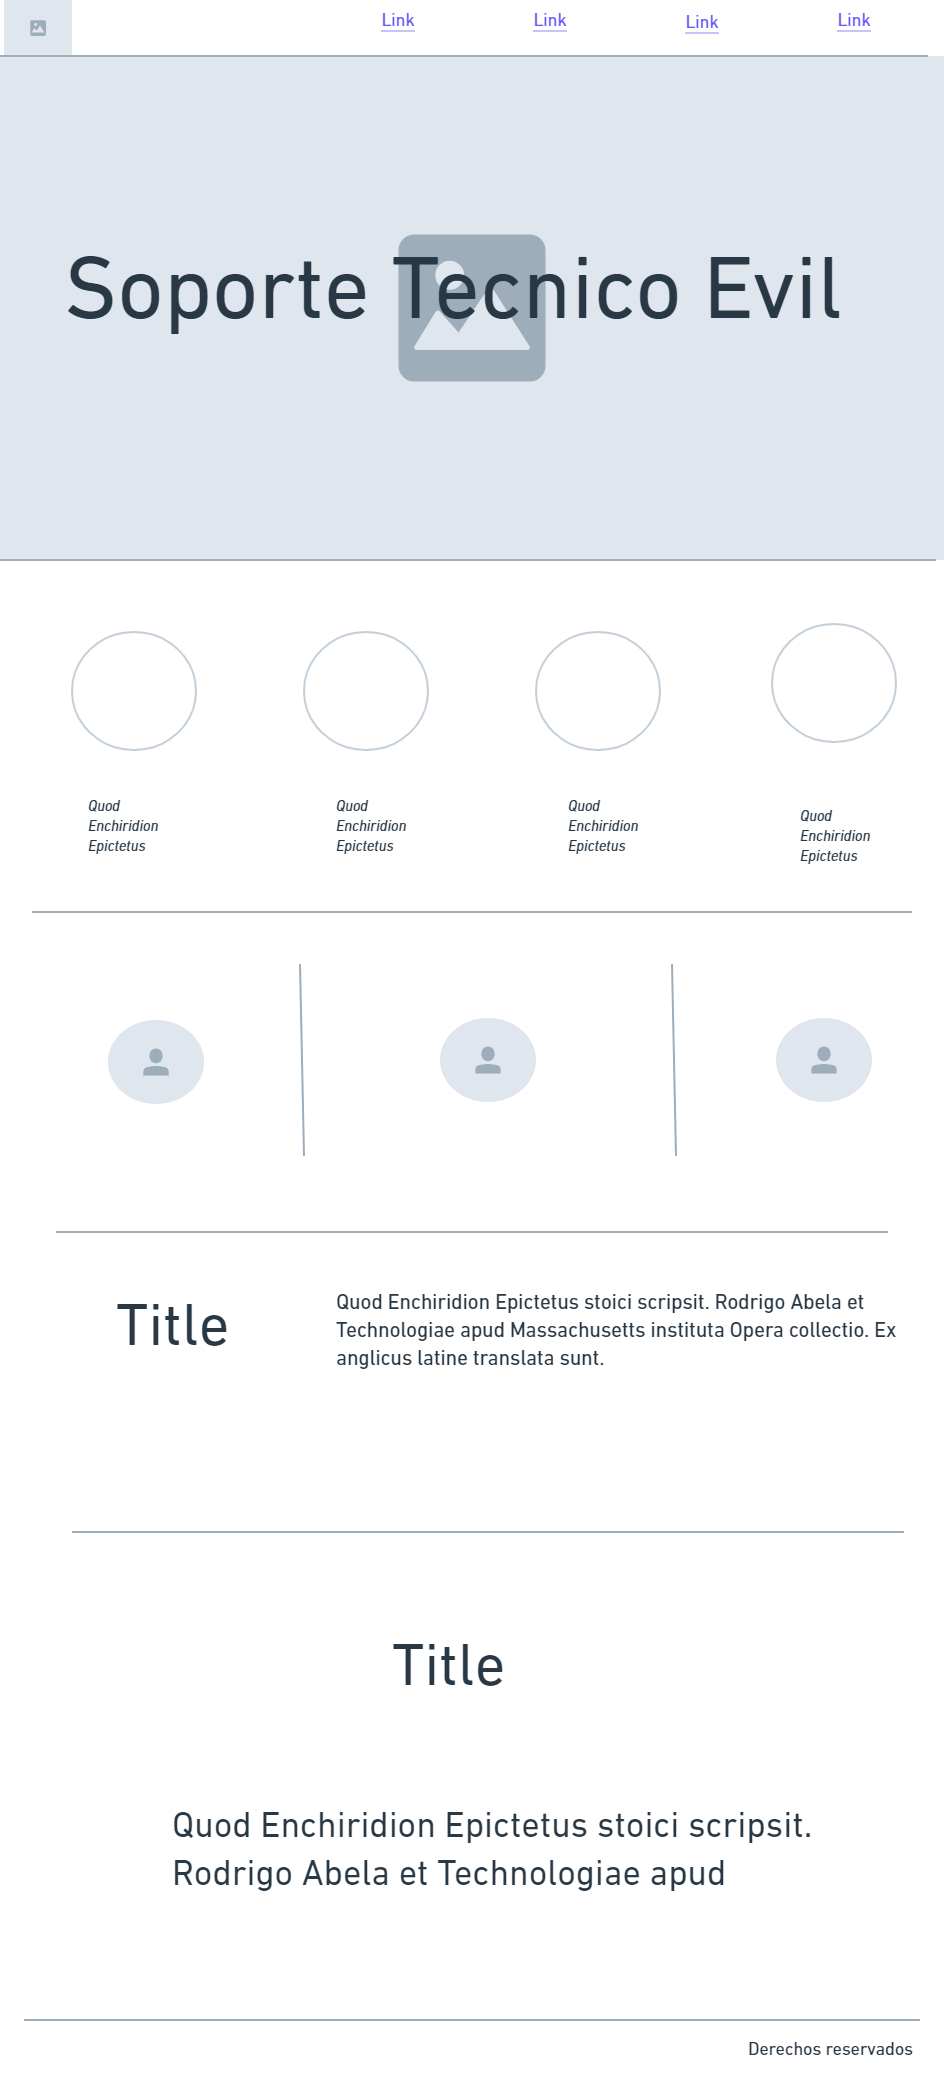 Link Link Link Link
Soporte Tecnico Evil
Quod
Enchiridion
Epictetus
Quod
Enchiridion
Epictetus
Quod
Enchiridion
Epictetus
Quod
Enchiridion
Epictetus
Title
Quod Enchiridion Epictetus stoici scripsit. Rodrigo Abela et
Technologiae apud Massachusetts instituta Opera collectio. Ex
anglicus latine translata sunt.
Title
Quod Enchiridion Epictetus stoici scripsit.
Rodrigo Abela et Technologiae apud
Derechos reservados